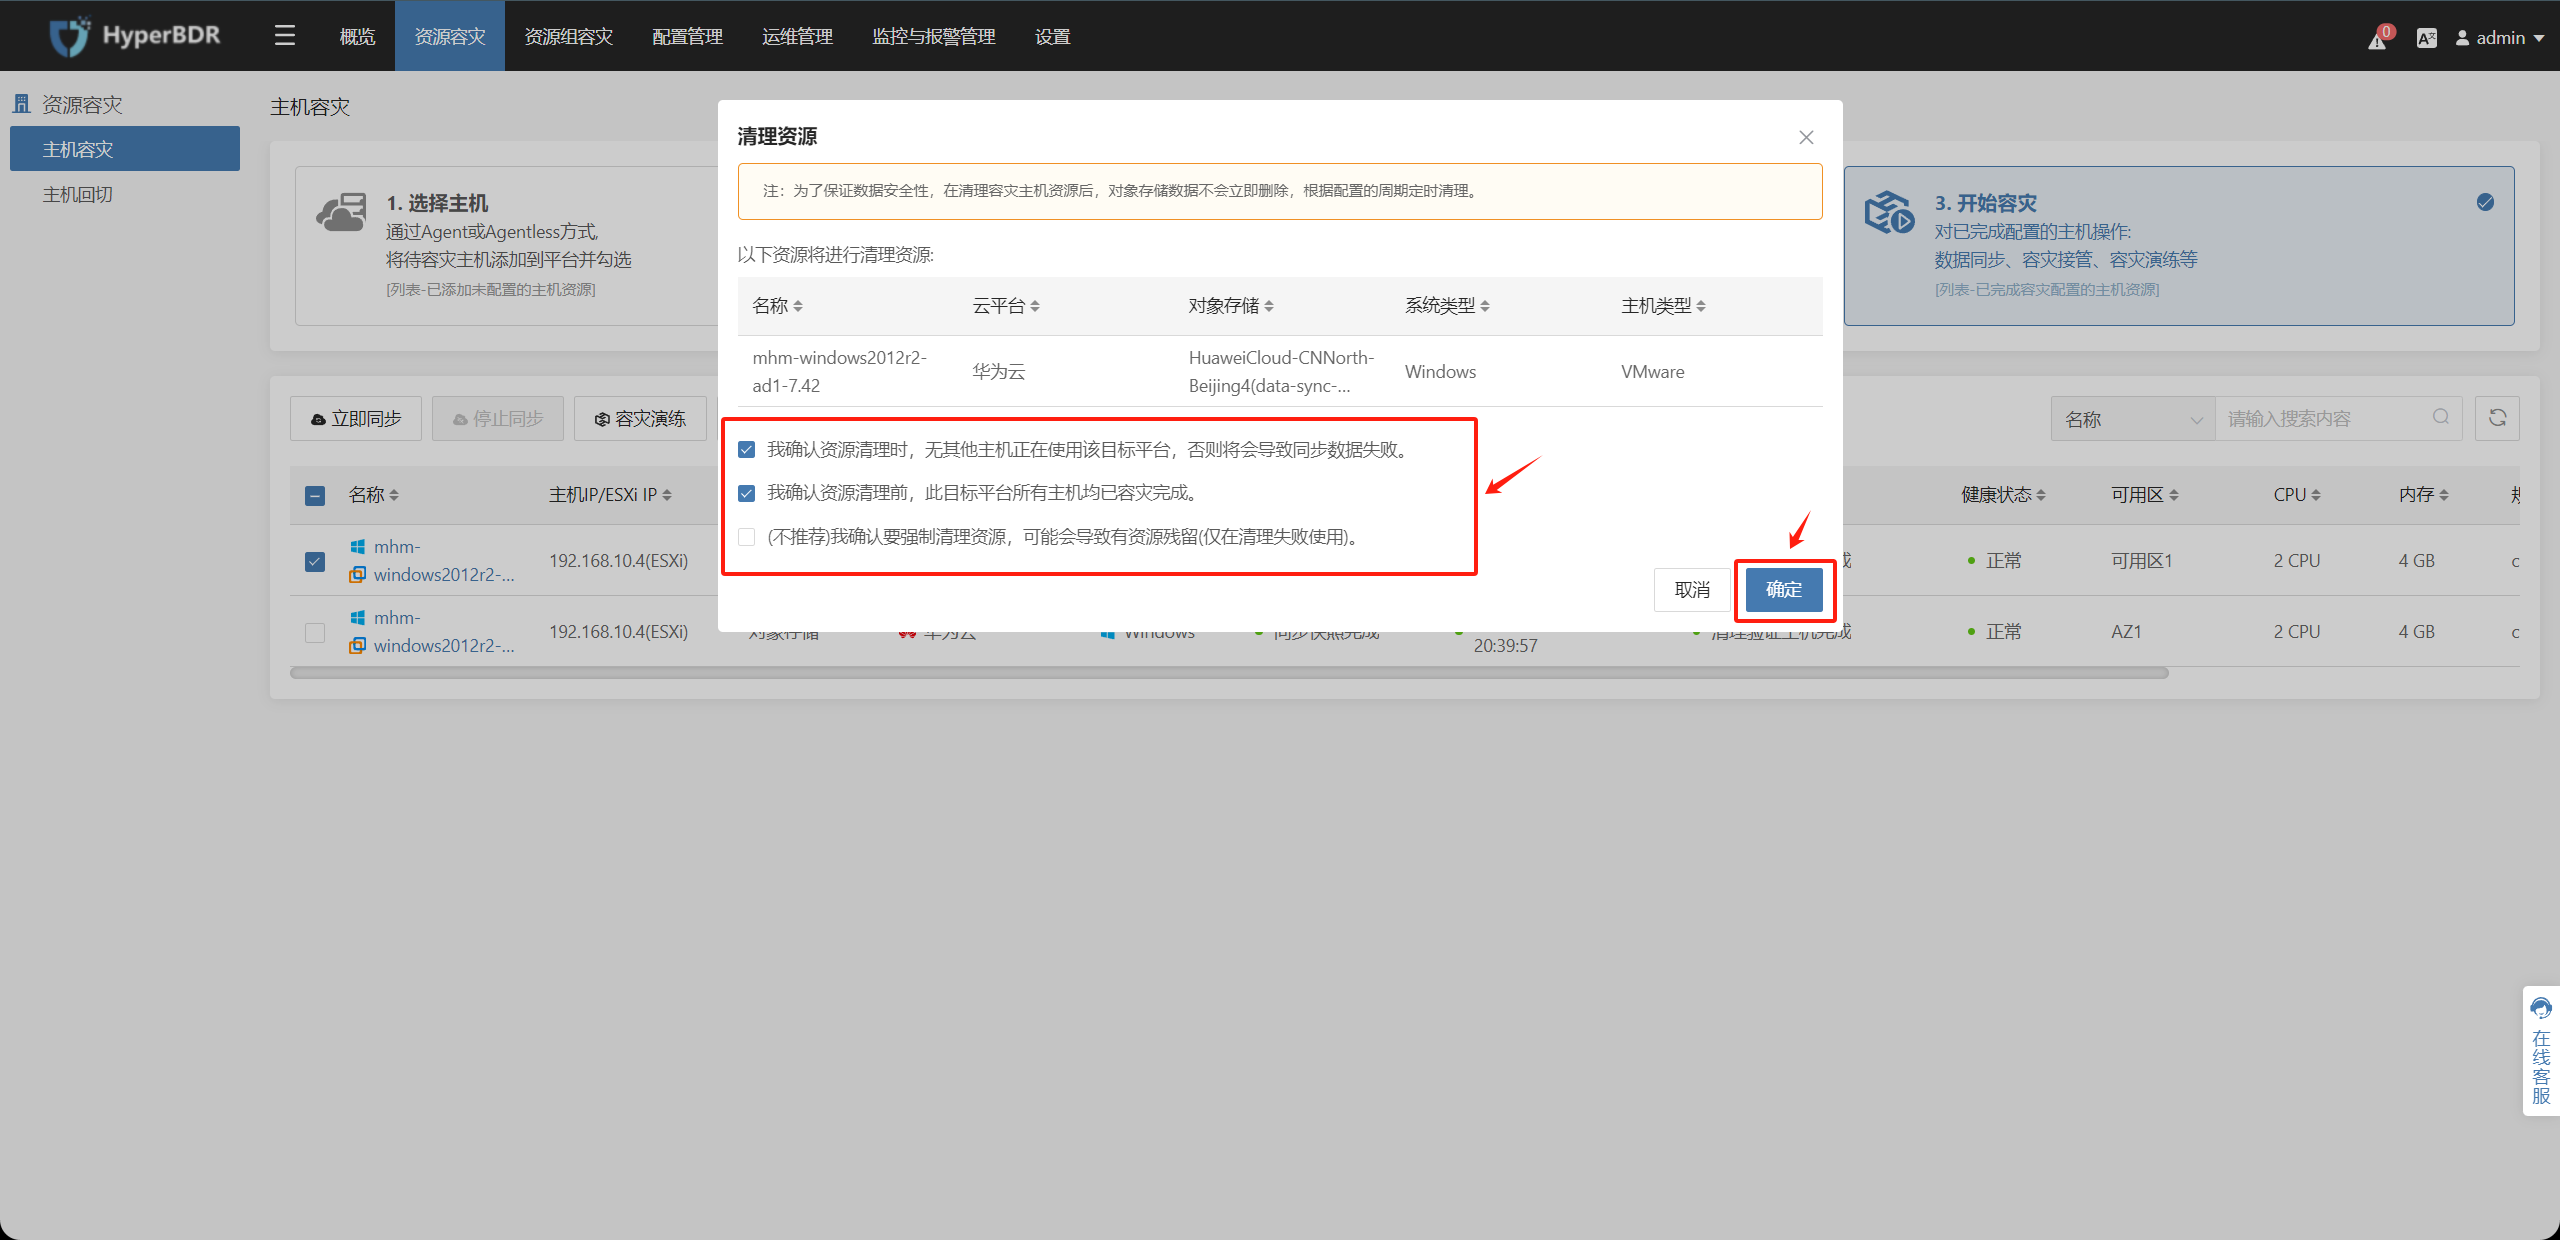 HyperBDR
概览
资源容灾
资源组容灾
配置管理
运维管理
监控与报警管理
设置
0
admin
资源容灾
主机容灾
主机回切
主机容灾
1. 选择主机
通过Agent或Agentless方式,
将待容灾主机添加到平台并勾选
[列表-已添加未配置的主机资源]
3. 开始容灾
对已完成配置的主机操作:
数据同步、容灾接管、容灾演练等
[列表-已完成容灾配置的主机资源]
清理资源
注：为了保证数据安全性，在清理容灾主机资源后，对象存储数据不会立即删除，根据配置的周期定时清理。
以下资源将进行清理资源:
名称 云平台 对象存储 系统类型 主机类型
mhm-windows2012r2-
ad1-7.42
华为云
HuaweiCloud-CNNorth-
Beijing4(data-sync-...
Windows
VMware
我确认资源清理时，无其他主机正在使用该目标平台，否则将会导致同步数据失败。
我确认资源清理前，此目标平台所有主机均已容灾完成。
(不推荐)我确认要强制清理资源，可能会导致有资源残留(仅在清理失败使用)。
取消
确定
立即同步
停止同步
容灾演练
名称
请输入搜索内容
名称 主机IP/ESXi IP 健康状态 可用区 CPU 内存
mhm-
windows2012r2-...
192.168.10.4(ESXi)
正常
可用区1
2 CPU
4 GB
mhm-
windows2012r2-...
192.168.10.4(ESXi)
对象存储
华为云
Windows
同步快照完成
20:39:57
清理验证主机完成
正常
AZ1
2 CPU
4 GB
在线客服